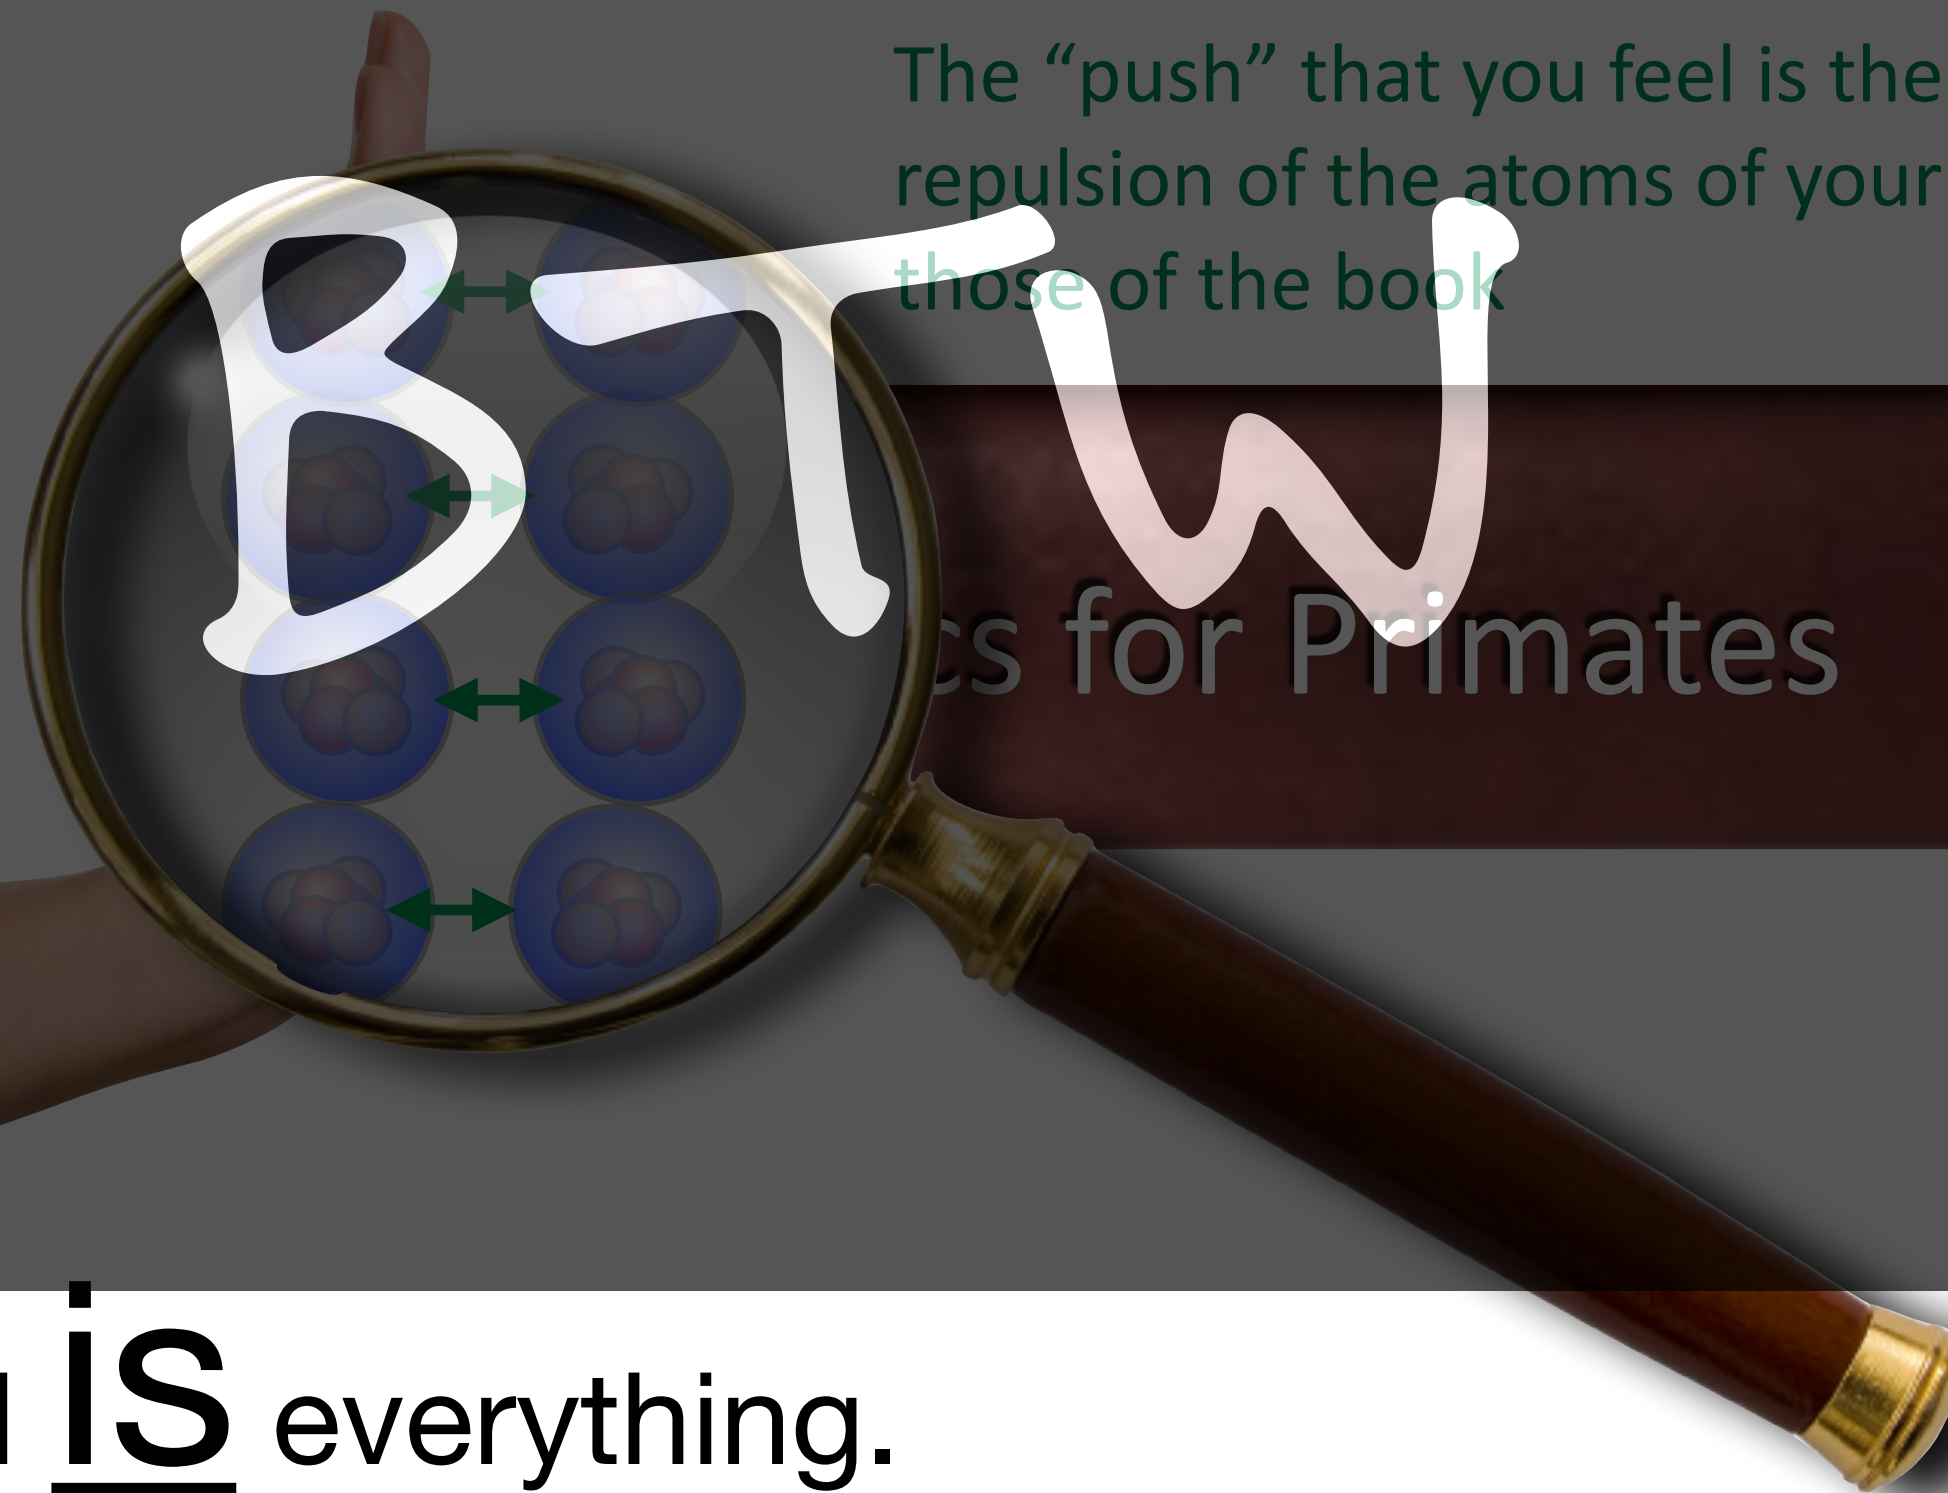 The “push” that you feel is the
repulsion of the atoms of your
those of the book
BTW
for Primates
is everything.